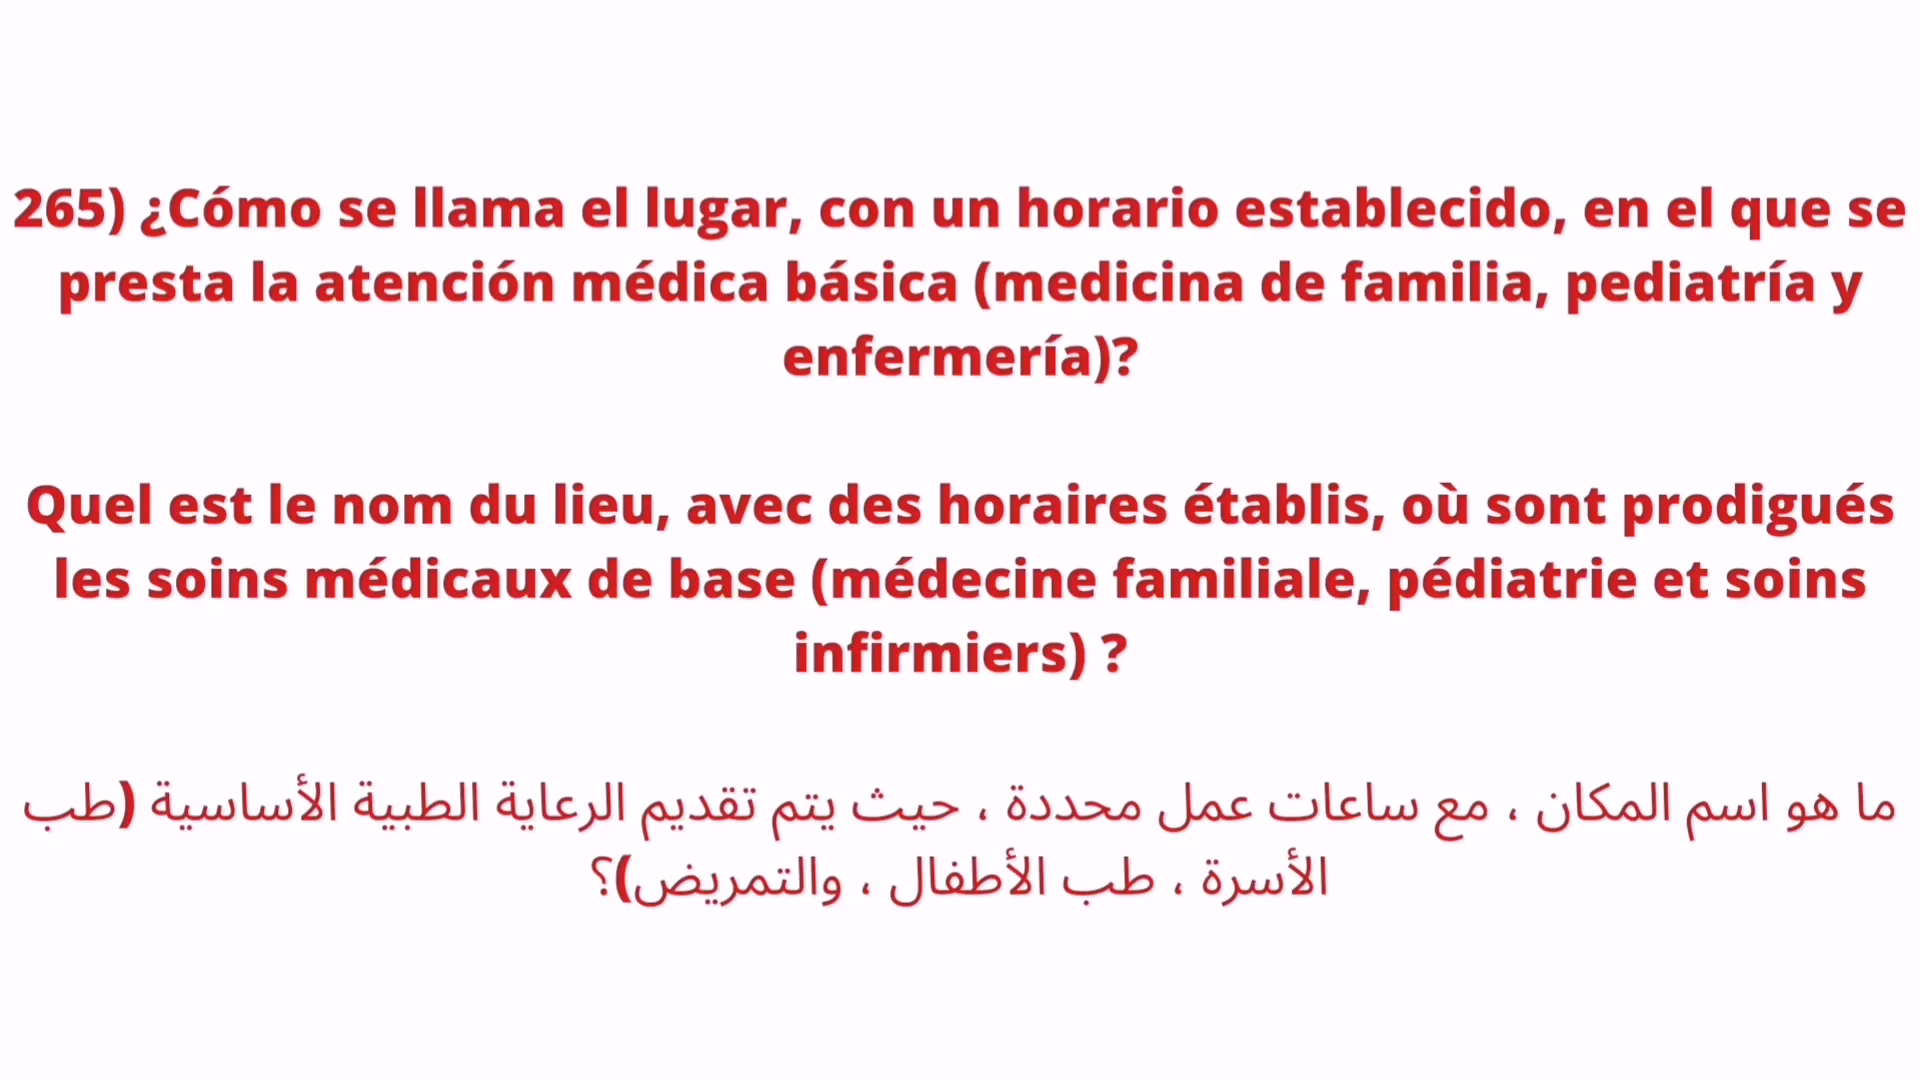 265) ¿Cómo se llama el lugar, con un horario establecido, en el que se
presta la atención médica básica (medicina de familia, pediatría y
enfermería)?
Quel est le nom du lieu, avec des horaires établis, où sont prodigués
les soins médicaux de base (médecine familiale, pédiatrie et soins
infirmiers) ?
ما هو اسم المكان ، مع ساعات عمل محددة ، حيث يتم تقديم الرعاية الطبية الأساسية (طب
الأسرة ، طب الأطفال ، والتمريض)؟